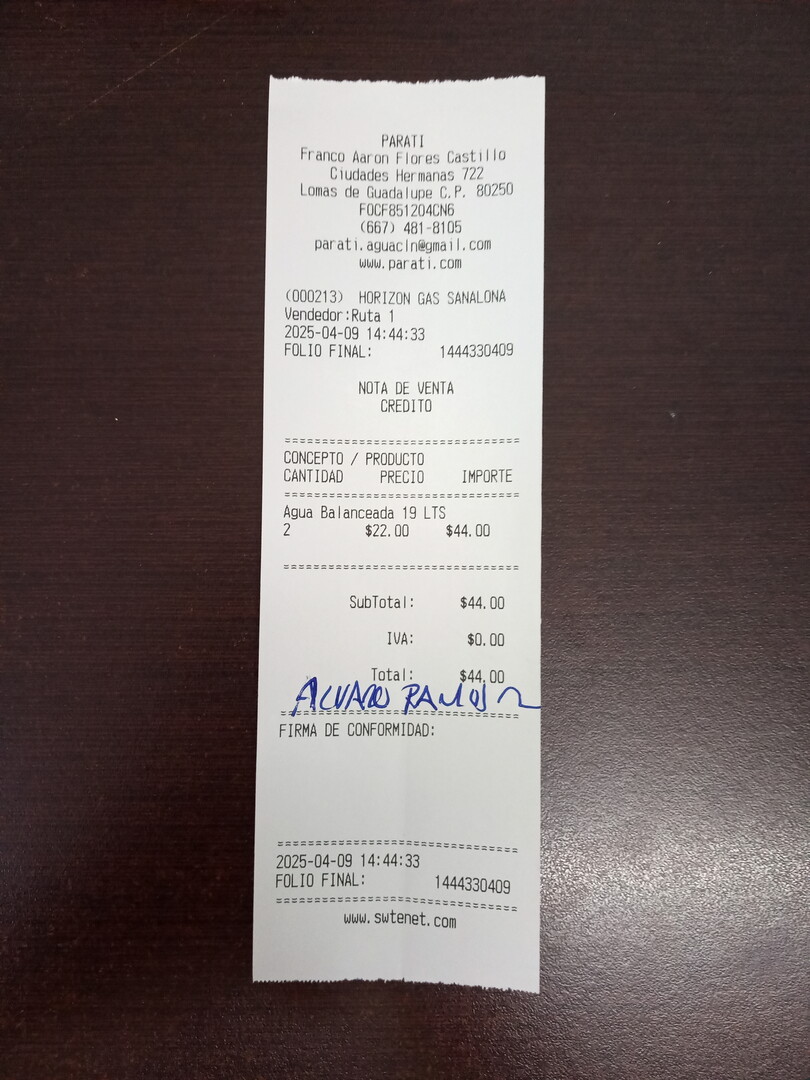 PARATI
Franco Aaron Flores Castillo
Ciudades Hermanas 722
Lomas de Guadalupe C.P. 80250
FOCF851204CN6
(667) 481-8105
parati.aguacln@gmail.com
www.parati.com
(000213) HORIZON GAS SANALONA
Vendedor:Ruta 1
2025-04-09 14:44:33
FOLIO FINAL: 1444330409
NOTA DE VENTA
CREDITO
================================
CONCEPTO / PRODUCTO
CANTIDAD PRECIO IMPORTE
================================
Agua Balanceada 19 LTS
2 $22.00 $44.00
================================
SubTotal: $44.00
IVA: $0.00
Total: $44.00
ALVARO RAMOS
================================
FIRMA DE CONFORMIDAD:
================================
2025-04-09 14:44:33
FOLIO FINAL: 1444330409
================================
www.swtenet.com